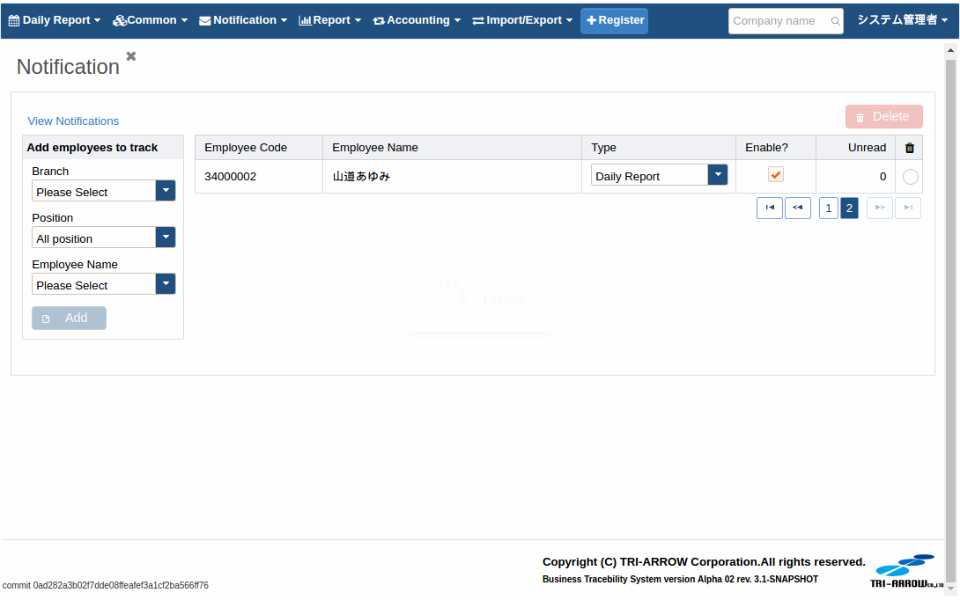 Daily Report Common Notification Report Accounting Import/Export Register Company name システム管理者
Notification
View Notifications
Delete
Add employees to track
Branch
Please Select
Position
All position
Employee Name
Please Select
Add
Employee Code Employee Name Type Enable? Unread
34000002 山道あゆみ Daily Report 0
1 2
Loading
Copyright (C) TRI-ARROW Corporation.All rights reserved.
Business Tracebility System version Alpha 02 rev. 3.1-SNAPSHOT
TRI-ARROW Co.,LTD
commit 0ad282a3b02f7dde08ffeafef3a1cf2ba566ff76